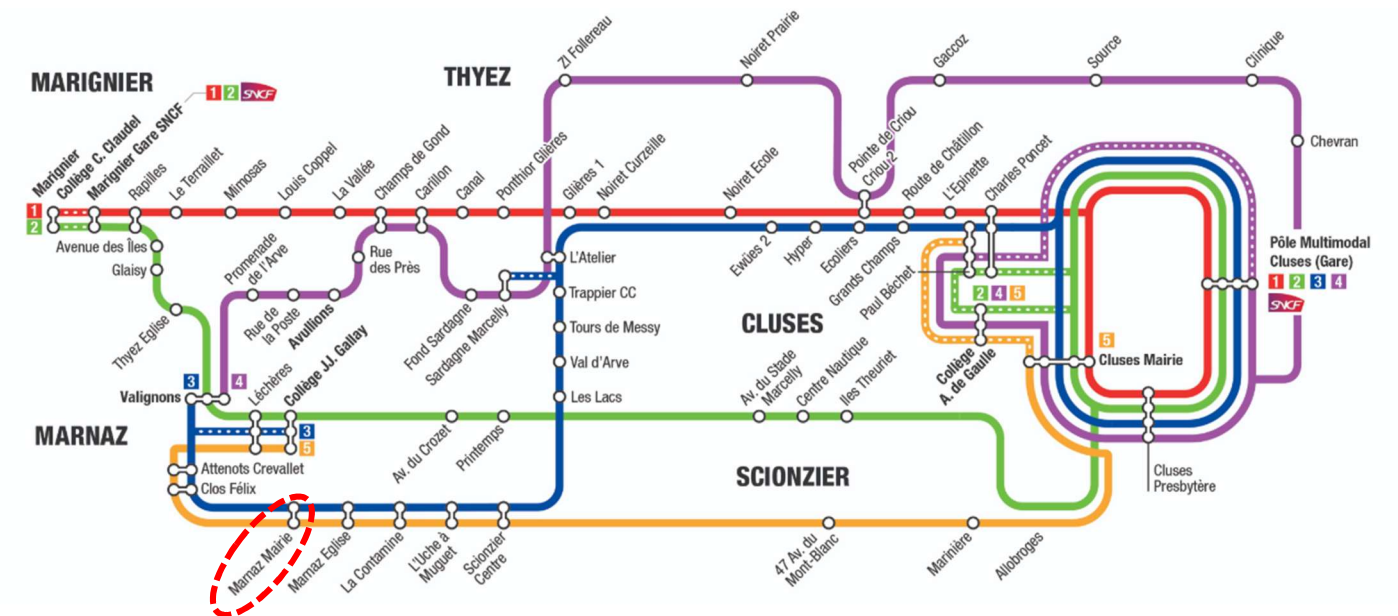 MARIGNIER
1 2 SNCF
THYEZ
ZI Follereau
Noiret Prairie
Gaccoz
Source
Clinique
Chevran
Marignier
Collège C. Claudel
Marignier Gare SNCF
Rapilles
Le Terraillet
Mimosas
Louis Coppel
La Vallée
Champs de Gond
Carillon
Canal
Ponthior Glières
Glières 1
Noiret Curzeille
Noiret Ecole
Pointe de Criou
Criou 2
Route de Châtillon
L'Epinette
Charles Poncet
1
2
Avenue des Îles
Glaisy
Thyez Eglise
Promenade
de l'Arve
Rue de
la Poste
Avullions
Rue
des Près
Fond Sardagne
Sardagne Marcelly
L'Atelier
Trappier CC
Tours de Messy
Val d'Arve
Les Lacs
Ewües 2
Hyper
Ecoliers
Grands Champs
Paul Béchet
Pôle Multimodal
Cluses (Gare)
1 2 3 4
SNCF
CLUSES
2 4 5
Collège
A. de Gaulle
5
Cluses Mairie
Cluses
Presbytère
3 4
Valignons
Léchères
Collège JJ. Gallay
3
5
MARNAZ
Attenots Crevallet
Clos Félix
Av. du Crozet
Printemps
Av. du Stade
Marcelly
Centre Nautique
Iles Theuriet
SCIONZIER
Marnaz Mairie
Marnaz Eglise
La Contamine
L'Uche à
Muguet
Scionzier
Centre
47 Av. du
Mont-Blanc
Marinière
Allobroges